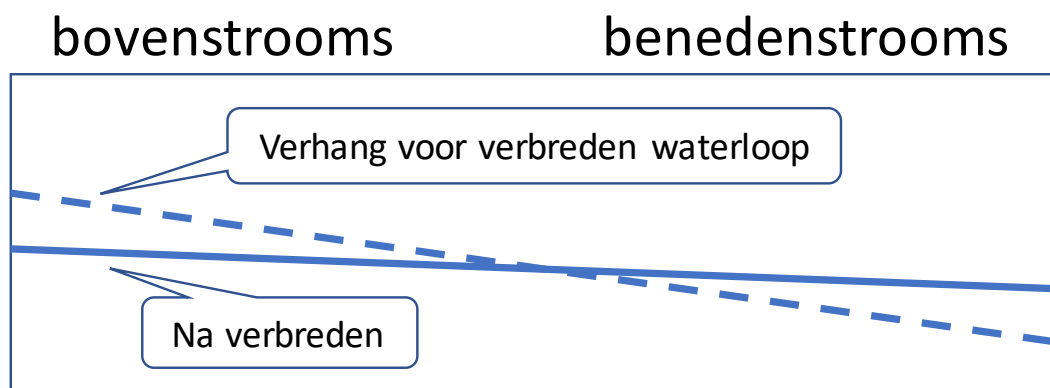 bovenstrooms
benedenstrooms
Verhang voor verbreden waterloop
Na verbreden